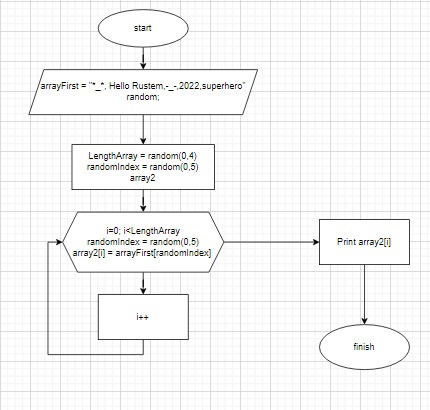 start
arrayFirst = "*_*, Hello Rustem,-_-,2022,superhero"
random;
LengthArray = random(0,4)
randomIndex = random(0,5)
array2
i=0; i<LengthArray
randomIndex = random(0,5)
array2[i] = arrayFirst[randomIndex]
Print array2[i]
i++
finish